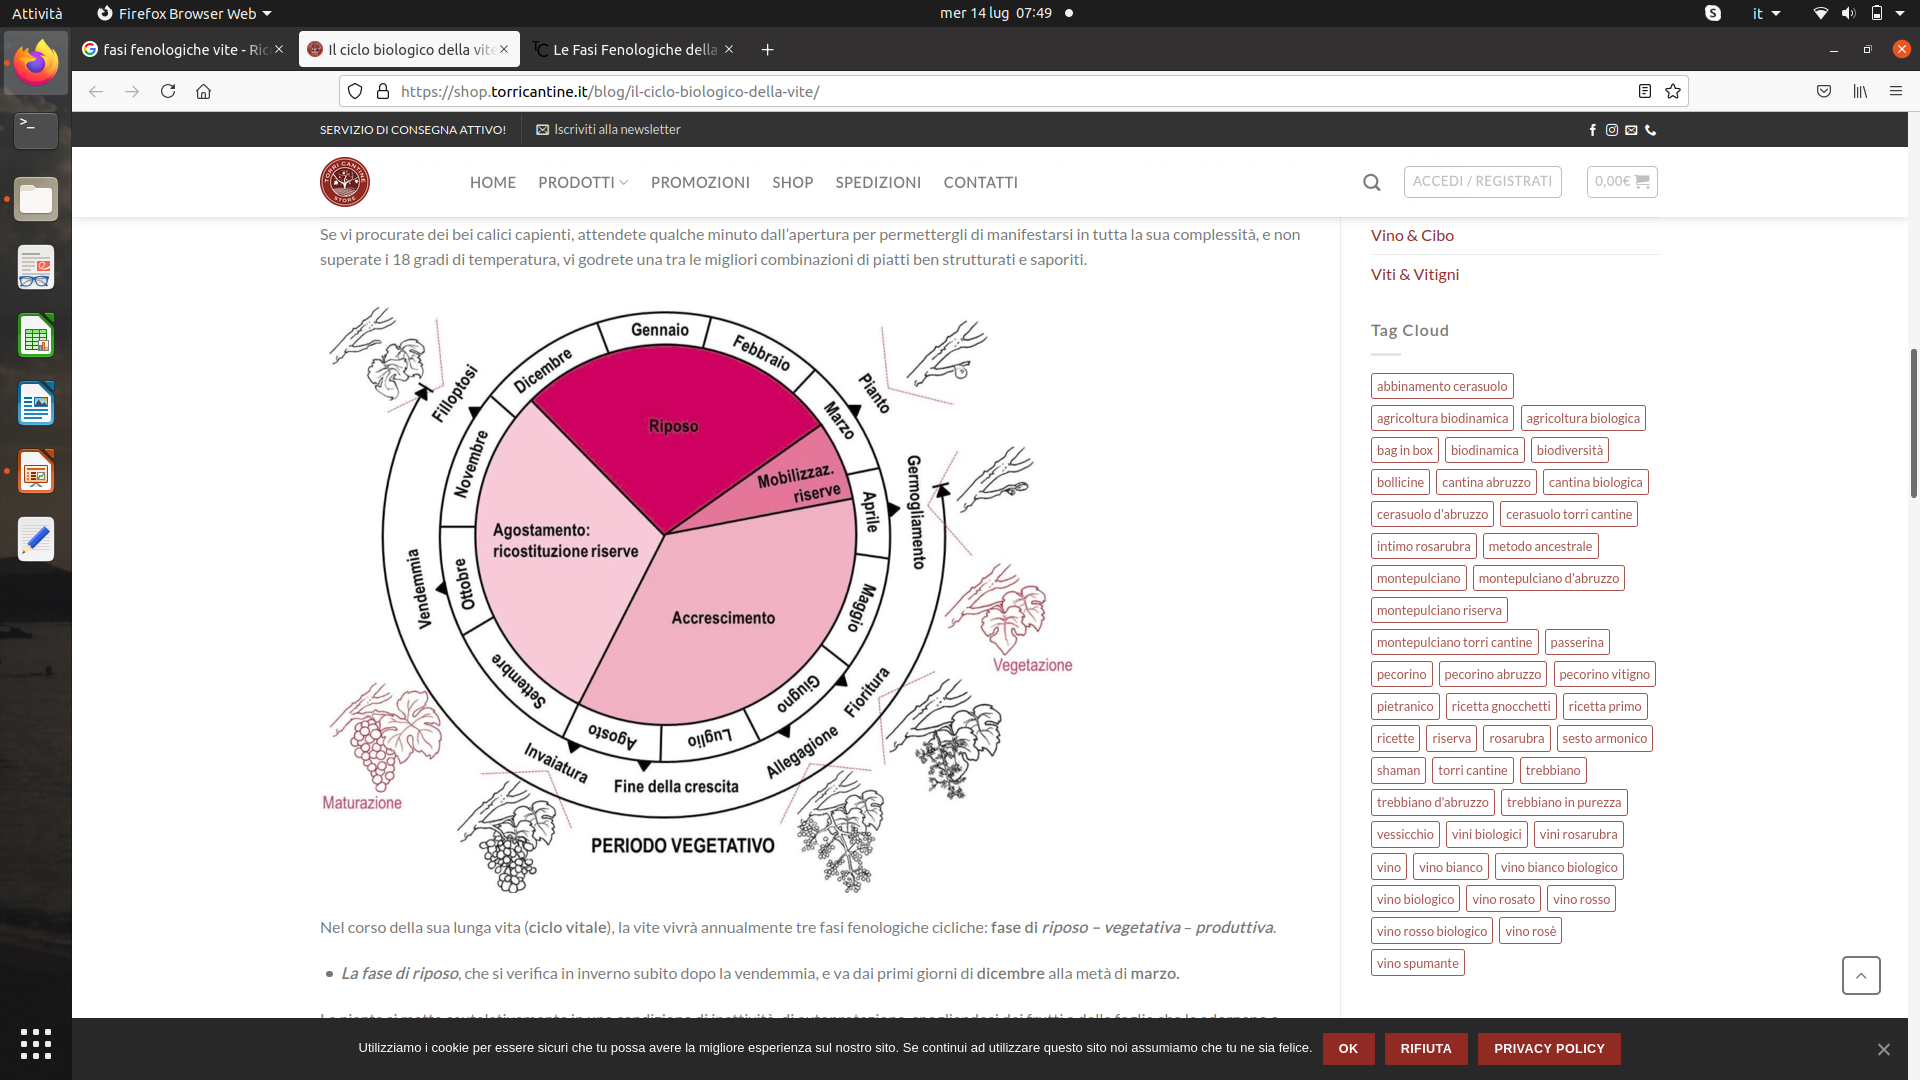 Attività
Firefox Browser Web
mer 14 lug 07:49
it
fasi fenologiche vite - Ric
Il ciclo biologico della vite
Le Fasi Fenologiche della
https://shop.torricantine.it/blog/il-ciclo-biologico-della-vite/
SERVIZIO DI CONSEGNA ATTIVO!
Iscriviti alla newsletter
TORRI CANTINE
STORE
HOME
PRODOTTI
PROMOZIONI
SHOP
SPEDIZIONI
CONTATTI
ACCEDI / REGISTRATI
0,00€
Se vi procurate dei bei calici capienti, attendete qualche minuto dall’apertura per permettergli di manifestarsi in tutta la sua complessità, e non
superate i 18 gradi di temperatura, vi godrete una tra le migliori combinazioni di piatti ben strutturati e saporiti.
Gennaio
Febbraio
Marzo
Aprile
Maggio
Giugno
Luglio
Agosto
Settembre
Ottobre
Novembre
Dicembre
Riposo
Mobilizzaz.
riserve
Accrescimento
Agostamento:
ricostituzione riserve
Pianto
Germogliamento
Vegetazione
Fioritura
Allegagione
Fine della crescita
Invaiatura
Maturazione
Vendemmia
Filloptosi
PERIODO VEGETATIVO
Nel corso della sua lunga vita (ciclo vitale), la vite vivrà annualmente tre fasi fenologiche cicliche: fase di riposo – vegetativa – produttiva.
La fase di riposo, che si verifica in inverno subito dopo la vendemmia, e va dai primi giorni di dicembre alla metà di marzo.
Vino & Cibo
Viti & Vitigni
Tag Cloud
abbinamento cerasuolo
agricoltura biodinamica agricoltura biologica
bag in box biodinamica biodiversità
bollicine cantina abruzzo cantina biologica
cerasuolo d'abruzzo cerasuolo torri cantine
intimo rosarubra metodo ancestrale
montepulciano montepulciano d'abruzzo
montepulciano riserva
montepulciano torri cantine passerina
pecorino pecorino abruzzo pecorino vitigno
pietranico ricetta gnocchetti ricetta primo
ricette riserva rosarubra sesto armonico
shaman torri cantine trebbiano
trebbiano d'abruzzo trebbiano in purezza
vessicchio vini biologici vini rosarubra
vino vino bianco vino bianco biologico
vino biologico vino rosato vino rosso
vino rosso biologico vino rosè
vino spumante
Utilizziamo i cookie per essere sicuri che tu possa avere la migliore esperienza sul nostro sito. Se continui ad utilizzare questo sito noi assumiamo che tu ne sia felice.
OK
RIFIUTA
PRIVACY POLICY